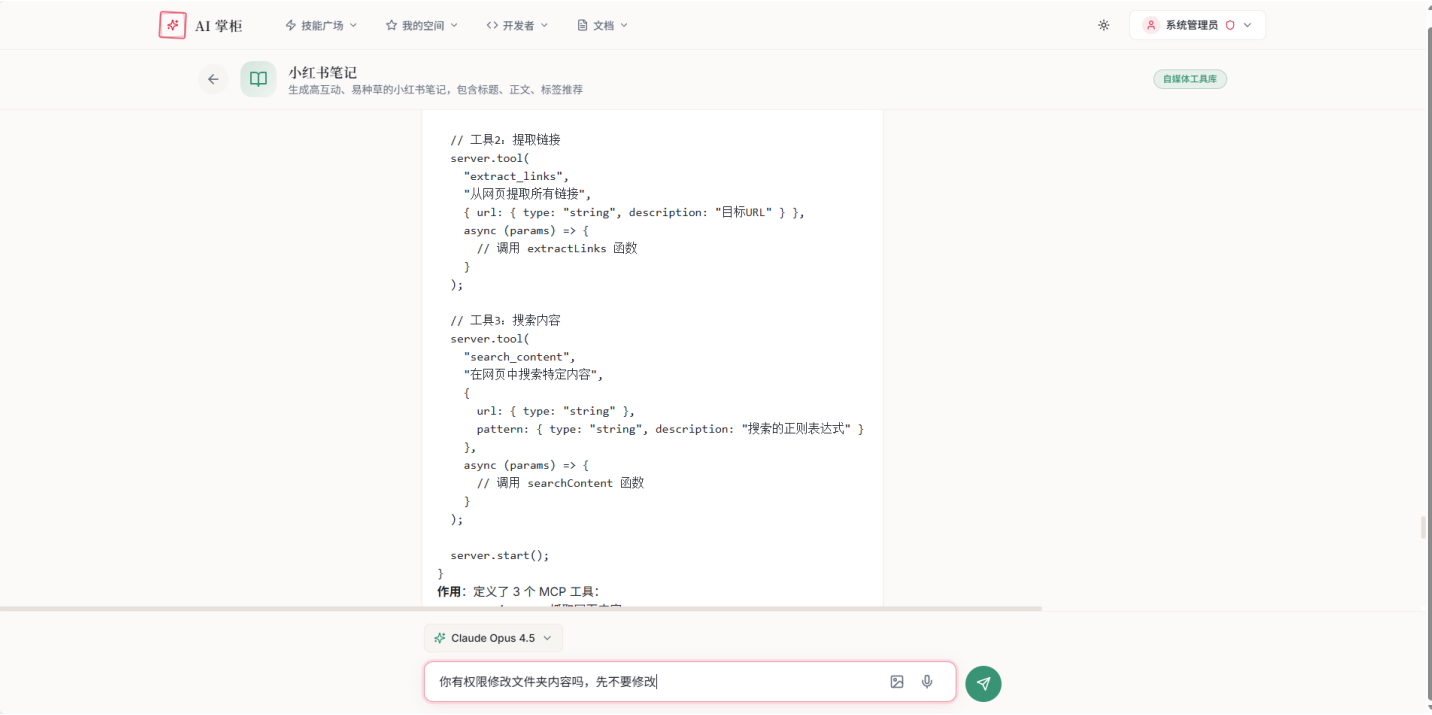 AI 掌柜
技能广场
我的空间
<> 开发者
文档
系统管理员
小红书笔记
生成高互动、易种草的小红书笔记，包含标题、正文、标签推荐
自媒体工具库
// 工具2：提取链接
server.tool(
"extract_links",
"从网页提取所有链接",
{ url: { type: "string", description: "目标URL" } },
async (params) => {
// 调用 extractLinks 函数
}
);
// 工具3：搜索内容
server.tool(
"search_content",
"在网页中搜索特定内容",
{
url: { type: "string" },
pattern: { type: "string", description: "搜索的正则表达式" }
},
async (params) => {
// 调用 searchContent 函数
}
);
server.start();
}
作用：定义了 3 个 MCP 工具：
Claude Opus 4.5
你有权限修改文件夹内容吗，先不要修改